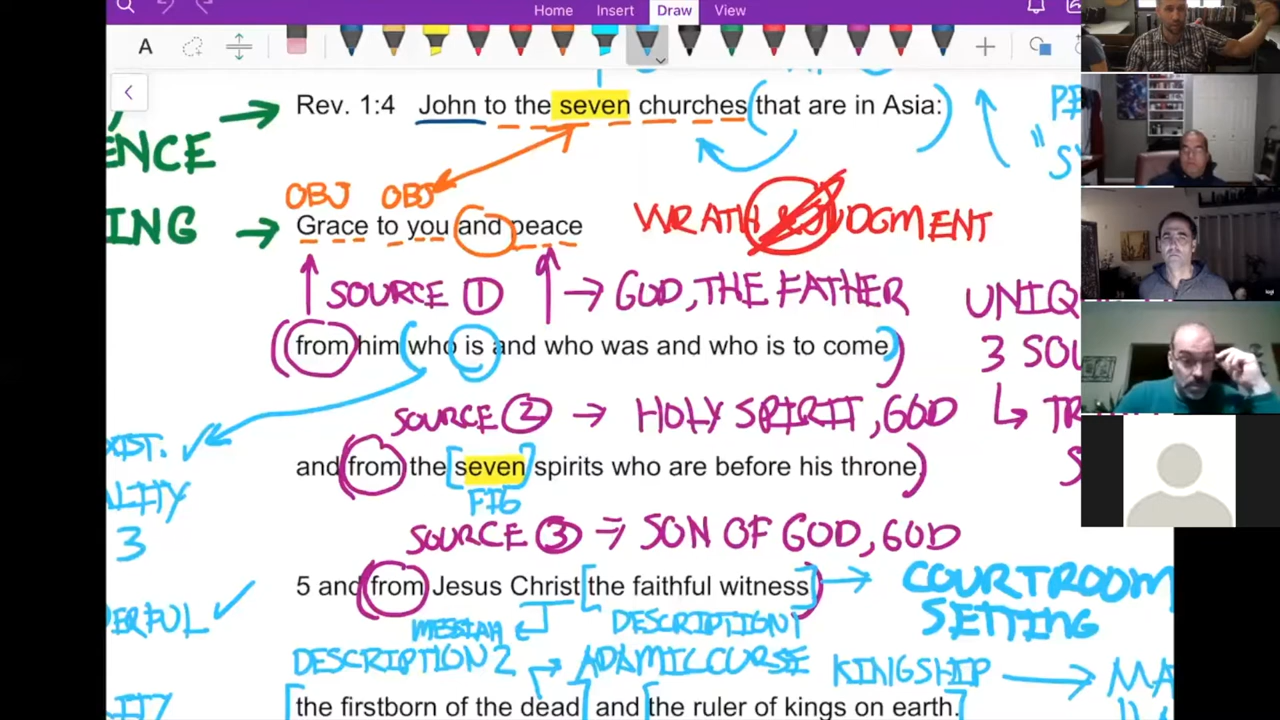 Home Insert Draw View
A
Rev. 1:4 John to the seven churches that are in Asia:
ENCE
OBJ OBJ
ING
Grace to you and peace
WRATH & JUDGMENT
SOURCE 1 → GOD, THE FATHER
UNIQ
from him who is and who was and who is to come
3 SOU
SOURCE 2 → HOLY SPIRIT, GOD
XIST.
and from the seven spirits who are before his throne,
FIG
ALITY
3
SOURCE 3 ⇒ SON OF GOD, GOD
5 and from Jesus Christ the faithful witness
COURTROOM
SETTING
MESSIAH
DESCRIPTION 1
ERFUL
DESCRIPTION 2 → ADAMIC CURSE
KINGSHIP → MA
the firstborn of the dead and the ruler of kings on earth.